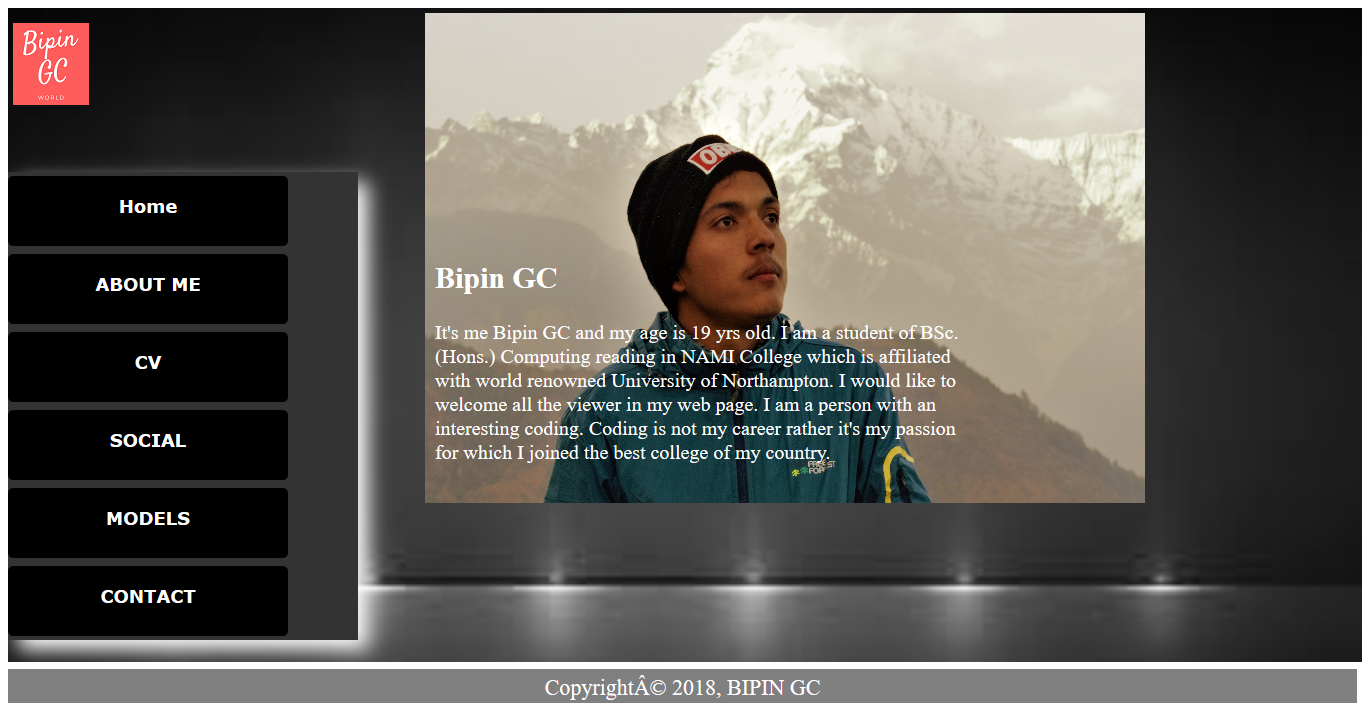 Bipin
GC
WORLD
Home
ABOUT ME
CV
SOCIAL
MODELS
CONTACT
Bipin GC
It's me Bipin GC and my age is 19 yrs old. I am a student of BSc.
(Hons.) Computing reading in NAMI College which is affiliated
with world renowned University of Northampton. I would like to
welcome all the viewer in my web page. I am a person with an
interesting coding. Coding is not my career rather it's my passion
for which I joined the best college of my country.
CopyrightÂ© 2018, BIPIN GC